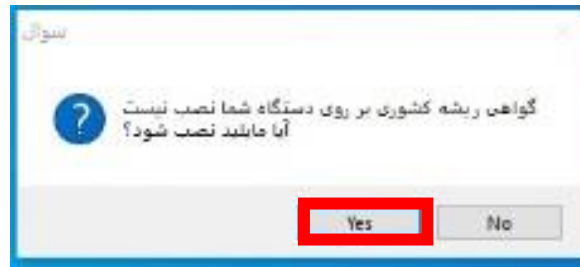 سوال
گواهی ریشه کشوری بر روی دستگاه شما نصب نیست
آیا مایلید نصب شود؟
Yes
No